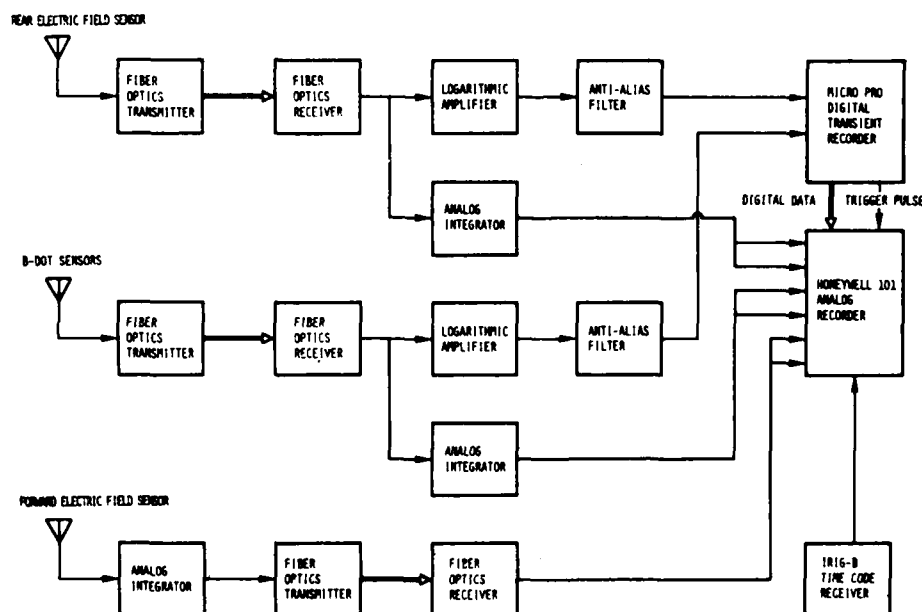 REAR ELECTRIC FIELD SENSOR
FIBER
OPTICS
TRANSMITTER
FIBER
OPTICS
RECEIVER
LOGARITHMIC
AMPLIFIER
ANTI-ALIAS
FILTER
MICRO PRO
DIGITAL
TRANSIENT
RECORDER
ANALOG
INTEGRATOR
DIGITAL DATA
TRIGGER PULSE
B-DOT SENSORS
FIBER
OPTICS
TRANSMITTER
FIBER
OPTICS
RECEIVER
LOGARITHMIC
AMPLIFIER
ANTI-ALIAS
FILTER
HONEYWELL 101
ANALOG
RECORDER
ANALOG
INTEGRATOR
FORWARD ELECTRIC FIELD SENSOR
ANALOG
INTEGRATOR
FIBER
OPTICS
TRANSMITTER
FIBER
OPTICS
RECEIVER
IRIG-B
TIME CODE
RECEIVER